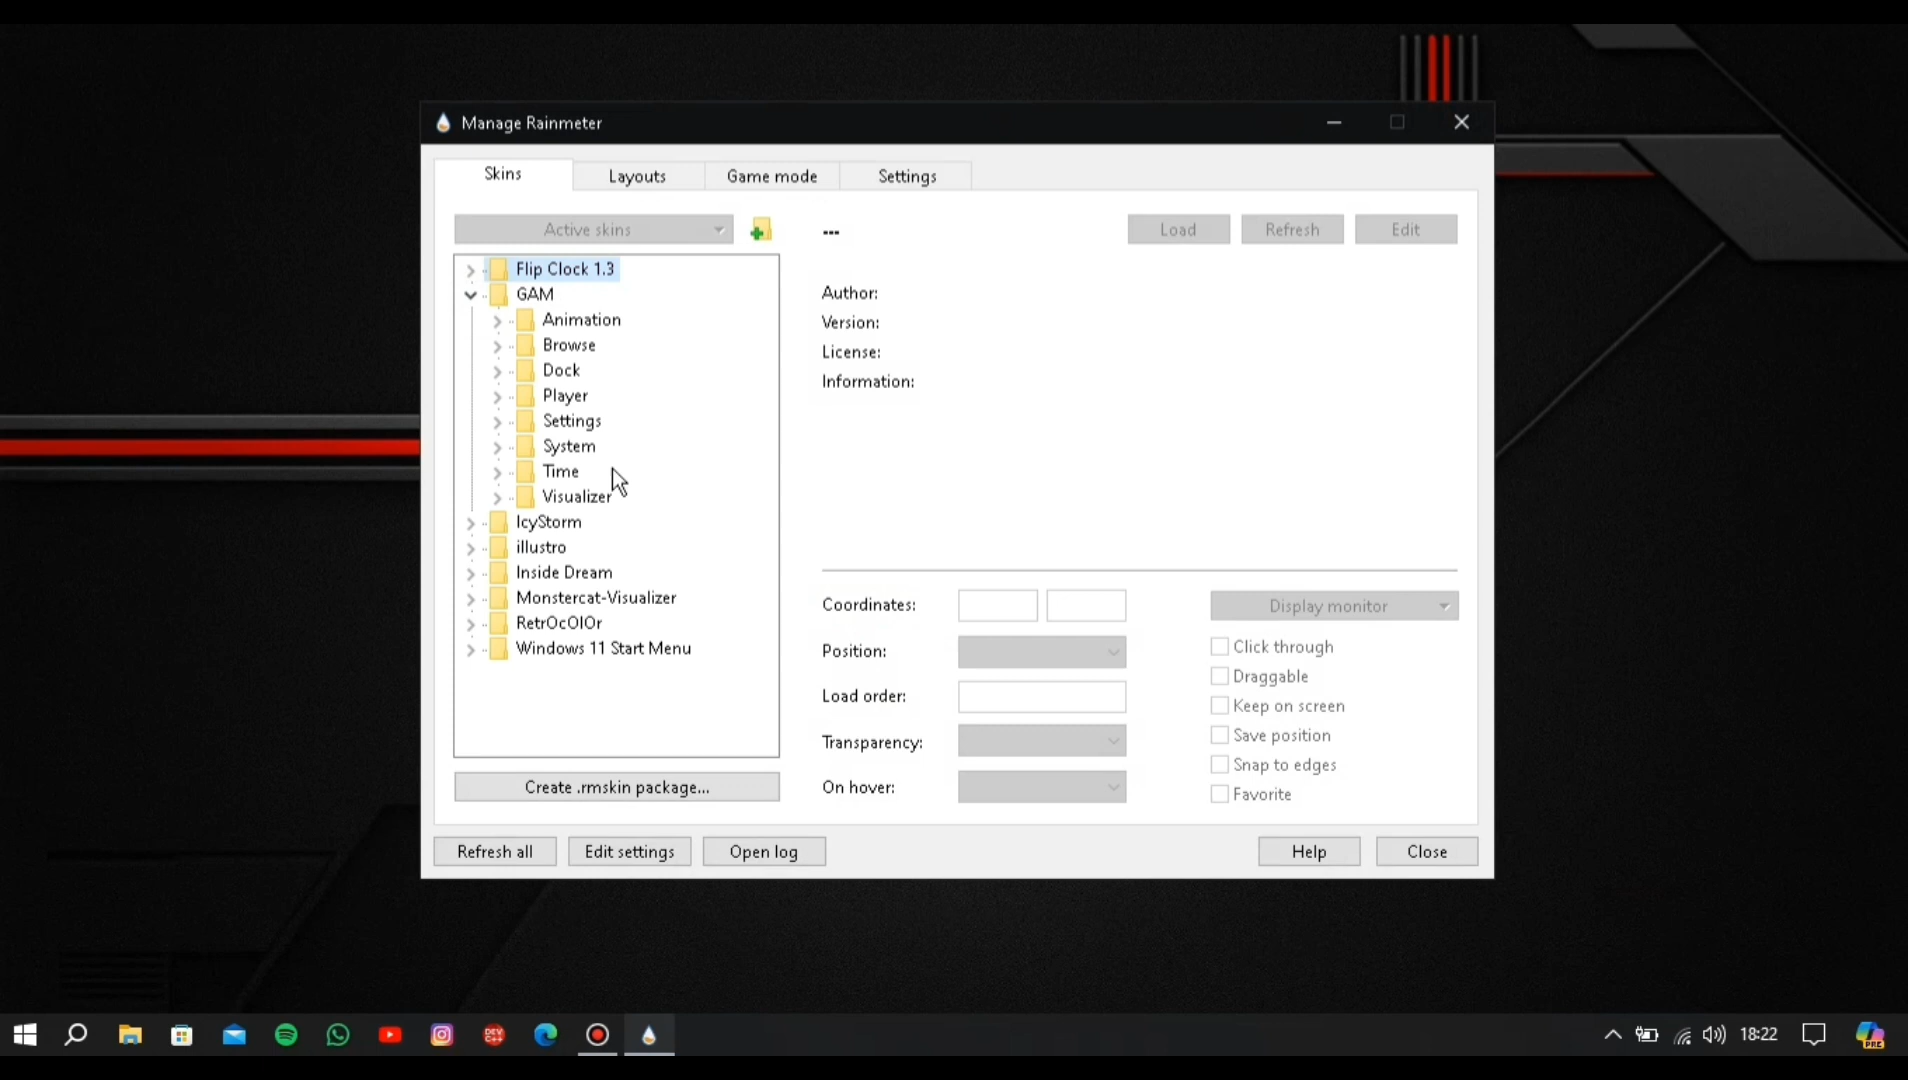 Manage Rainmeter
Skins
Layouts
Game mode
Settings
Active skins
---
Load
Refresh
Edit
Flip Clock 1.3
GAM
Animation
Browse
Dock
Player
Settings
System
Time
Visualizer
IcyStorm
illustro
Inside Dream
Monstercat-Visualizer
RetrOcOlOr
Windows 11 Start Menu
Create .rmskin package...
Author:
Version:
License:
Information:
Coordinates:
Position:
Load order:
Transparency:
On hover:
Display monitor
Click through
Draggable
Keep on screen
Save position
Snap to edges
Favorite
Refresh all
Edit settings
Open log
Help
Close
DEV
C++
18:22
PRE